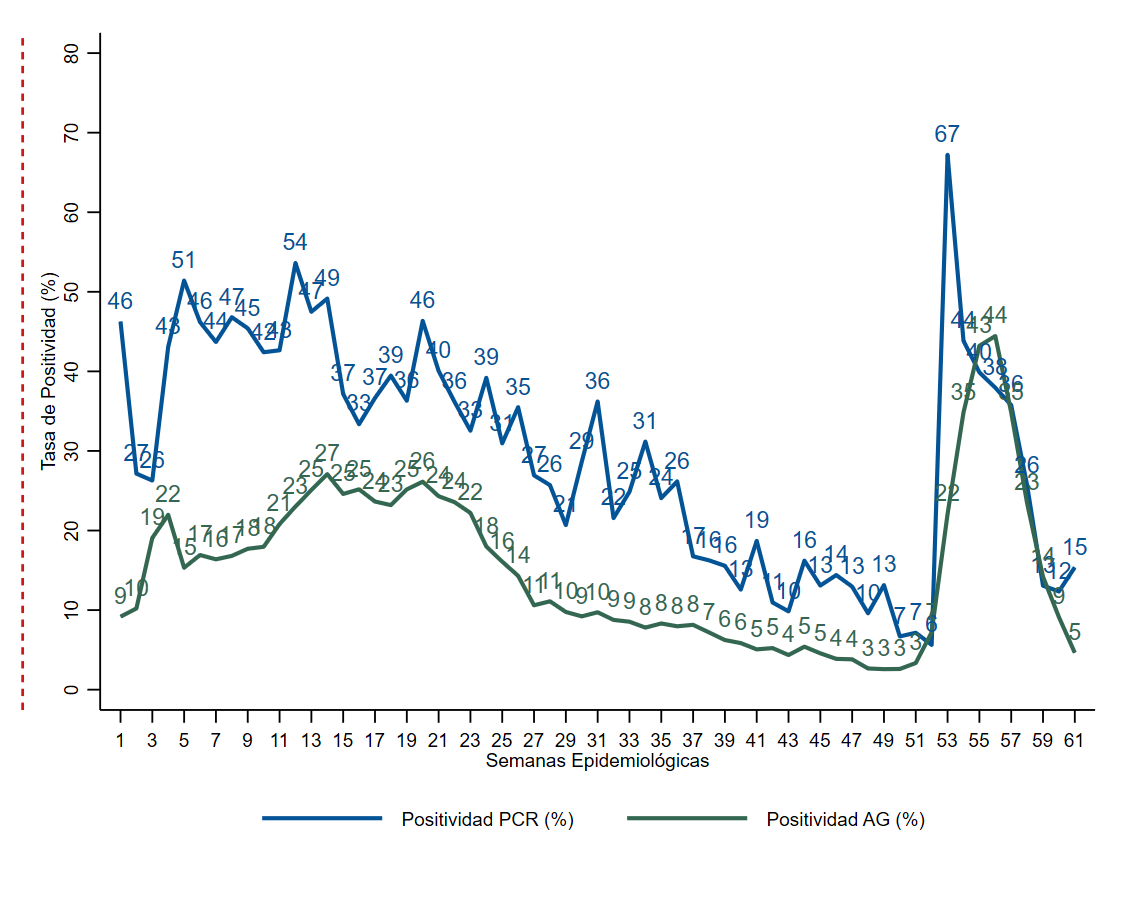 Tasa de Positividad (%)
80
70
60
50
40
30
20
10
0
46 27 26 43 51 46 44 47 45 42 43 54 47 49 37 33 37 39 36 46 40 36 33 39 31 35 27 26 21 29 36 22 25 31 24 26 17 16 16 13 19 11 10 16 13 14 13 10 13 7 7 6 67 44 40 38 36 26 13 12 15
9 10 19 22 15 17 16 17 18 18 21 23 25 27 25 25 24 23 25 26 24 24 22 18 16 14 11 11 10 9 10 9 9 8 8 8 8 7 6 6 5 5 4 5 5 4 4 3 3 3 3 7 22 35 43 44 35 23 14 9 5
1 3 5 7 9 11 13 15 17 19 21 23 25 27 29 31 33 35 37 39 41 43 45 47 49 51 53 55 57 59 61
Semanas Epidemiológicas
Positividad PCR (%) Positividad AG (%)